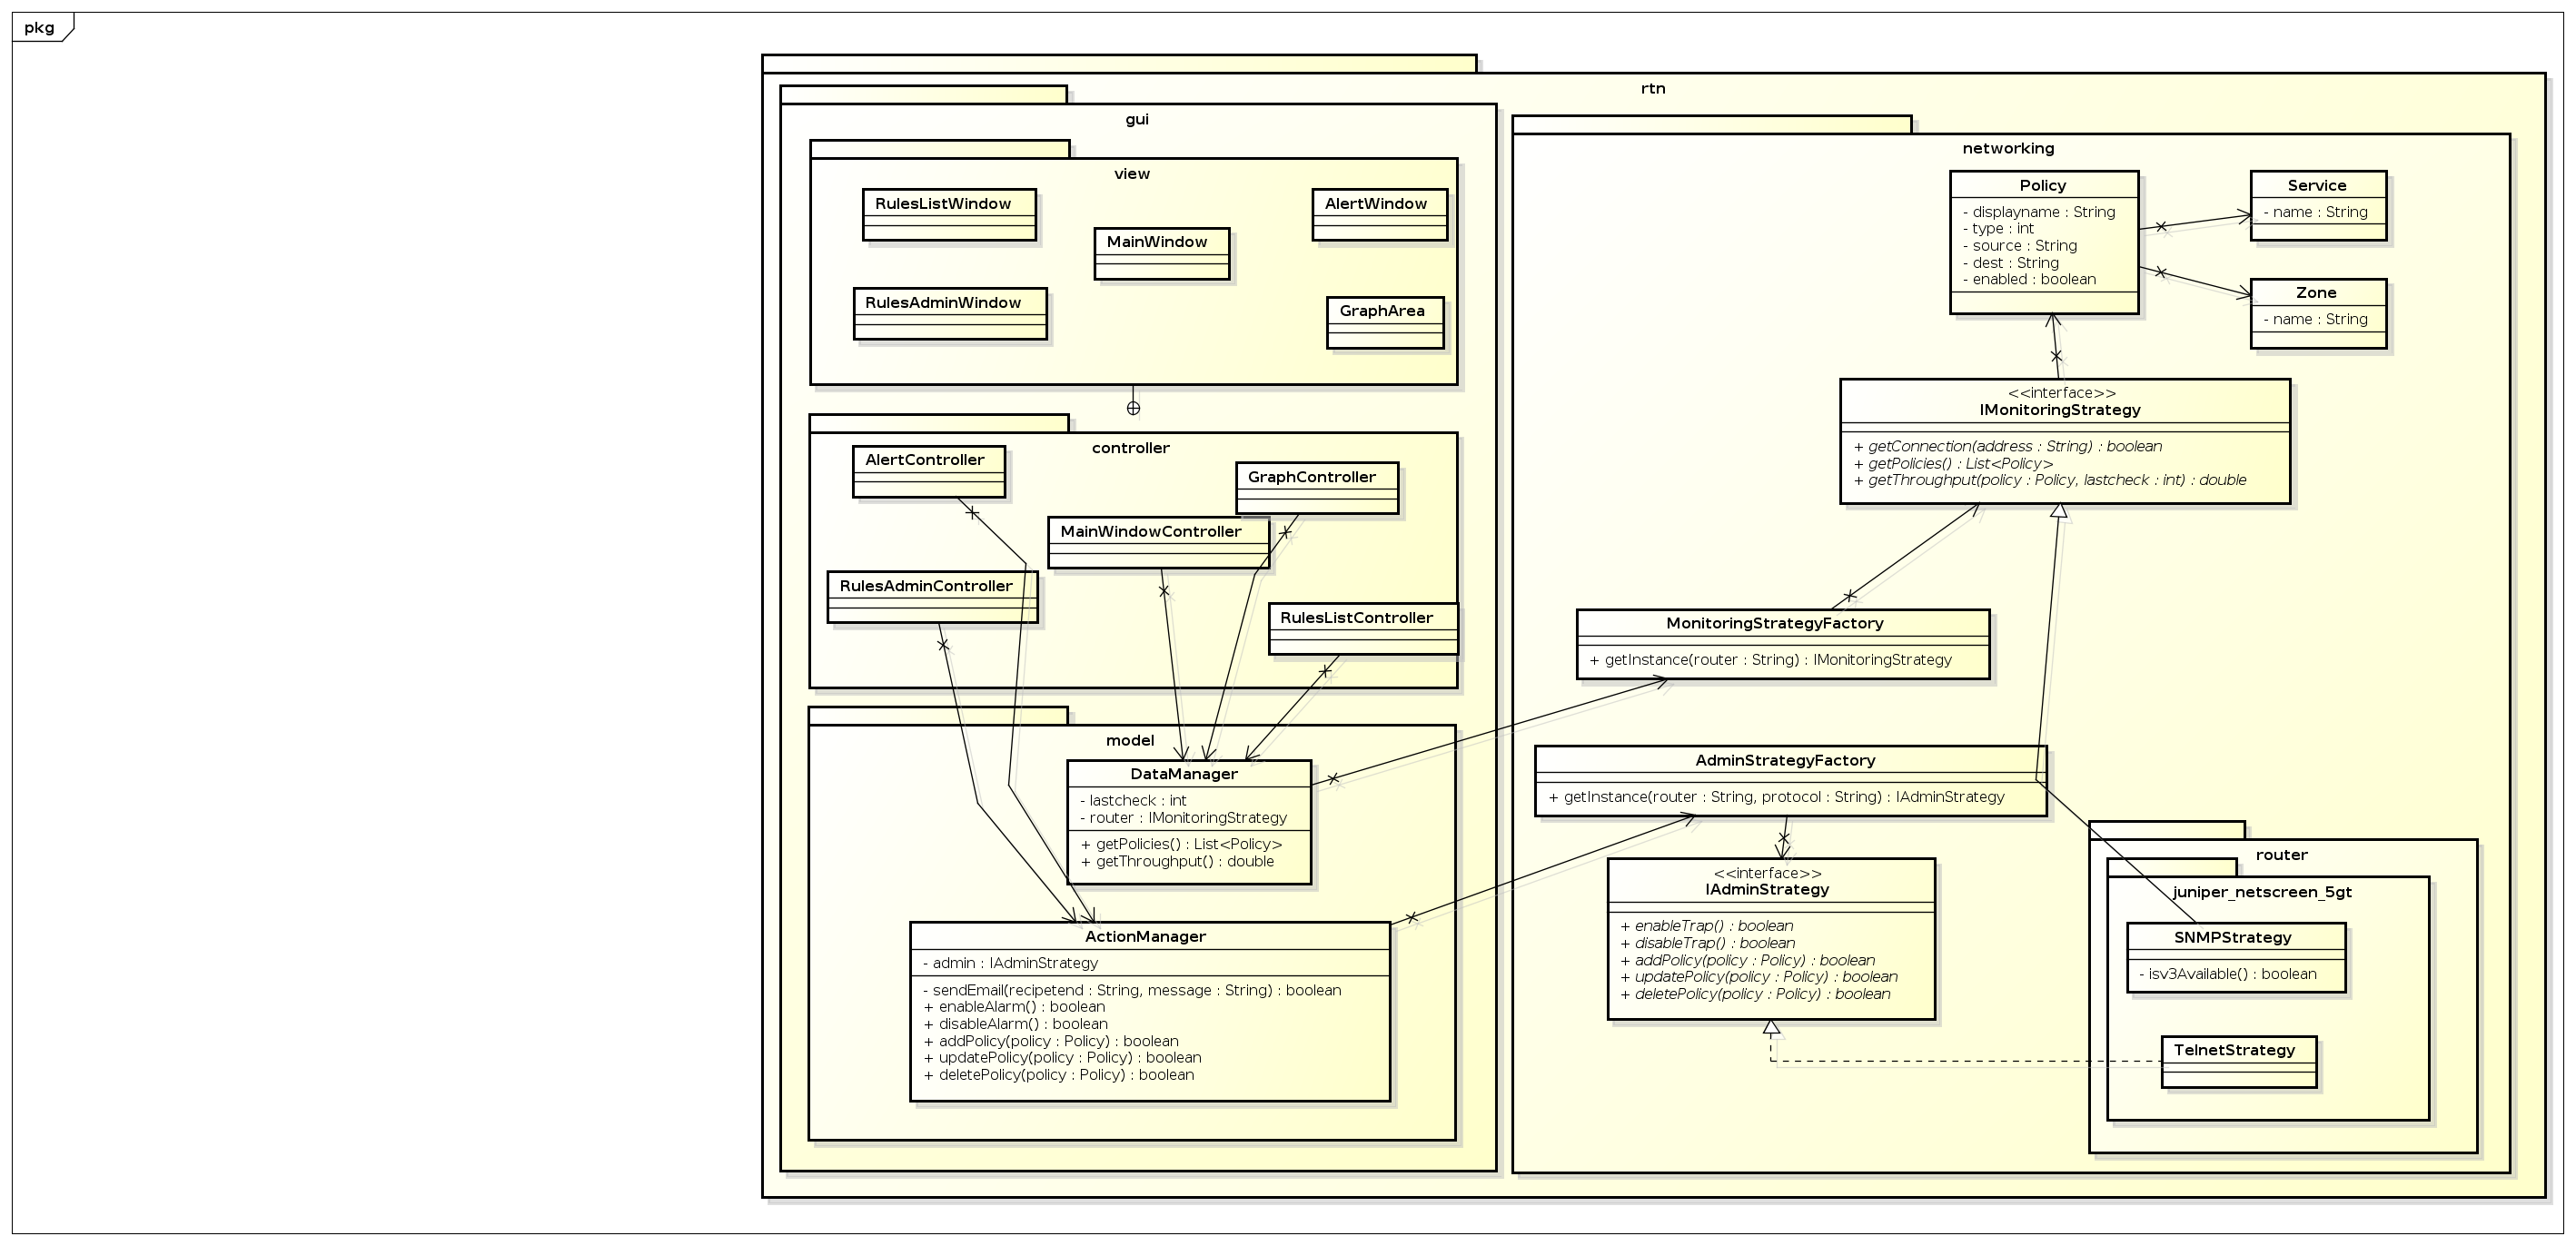 pkg
rtn
gui
view
RulesListWindow
MainWindow
AlertWindow
RulesAdminWindow
GraphArea
controller
AlertController
GraphController
MainWindowController
RulesAdminController
RulesListController
model
DataManager
- lastcheck : int
- router : IMonitoringStrategy
+ getPolicies() : List<Policy>
+ getThroughput() : double
ActionManager
- admin : IAdminStrategy
- sendEmail(recipetend : String, message : String) : boolean
+ enableAlarm() : boolean
+ disableAlarm() : boolean
+ addPolicy(policy : Policy) : boolean
+ updatePolicy(policy : Policy) : boolean
+ deletePolicy(policy : Policy) : boolean
networking
Policy
- displayname : String
- type : int
- source : String
- dest : String
- enabled : boolean
Service
- name : String
Zone
- name : String
<<interface>>
IMonitoringStrategy
+ getConnection(address : String) : boolean
+ getPolicies() : List<Policy>
+ getThroughput(policy : Policy, lastcheck : int) : double
MonitoringStrategyFactory
+ getInstance(router : String) : IMonitoringStrategy
AdminStrategyFactory
+ getInstance(router : String, protocol : String) : IAdminStrategy
<<interface>>
IAdminStrategy
+ enableTrap() : boolean
+ disableTrap() : boolean
+ addPolicy(policy : Policy) : boolean
+ updatePolicy(policy : Policy) : boolean
+ deletePolicy(policy : Policy) : boolean
router
juniper_netscreen_5gt
SNMPStrategy
- isv3Available() : boolean
TelnetStrategy